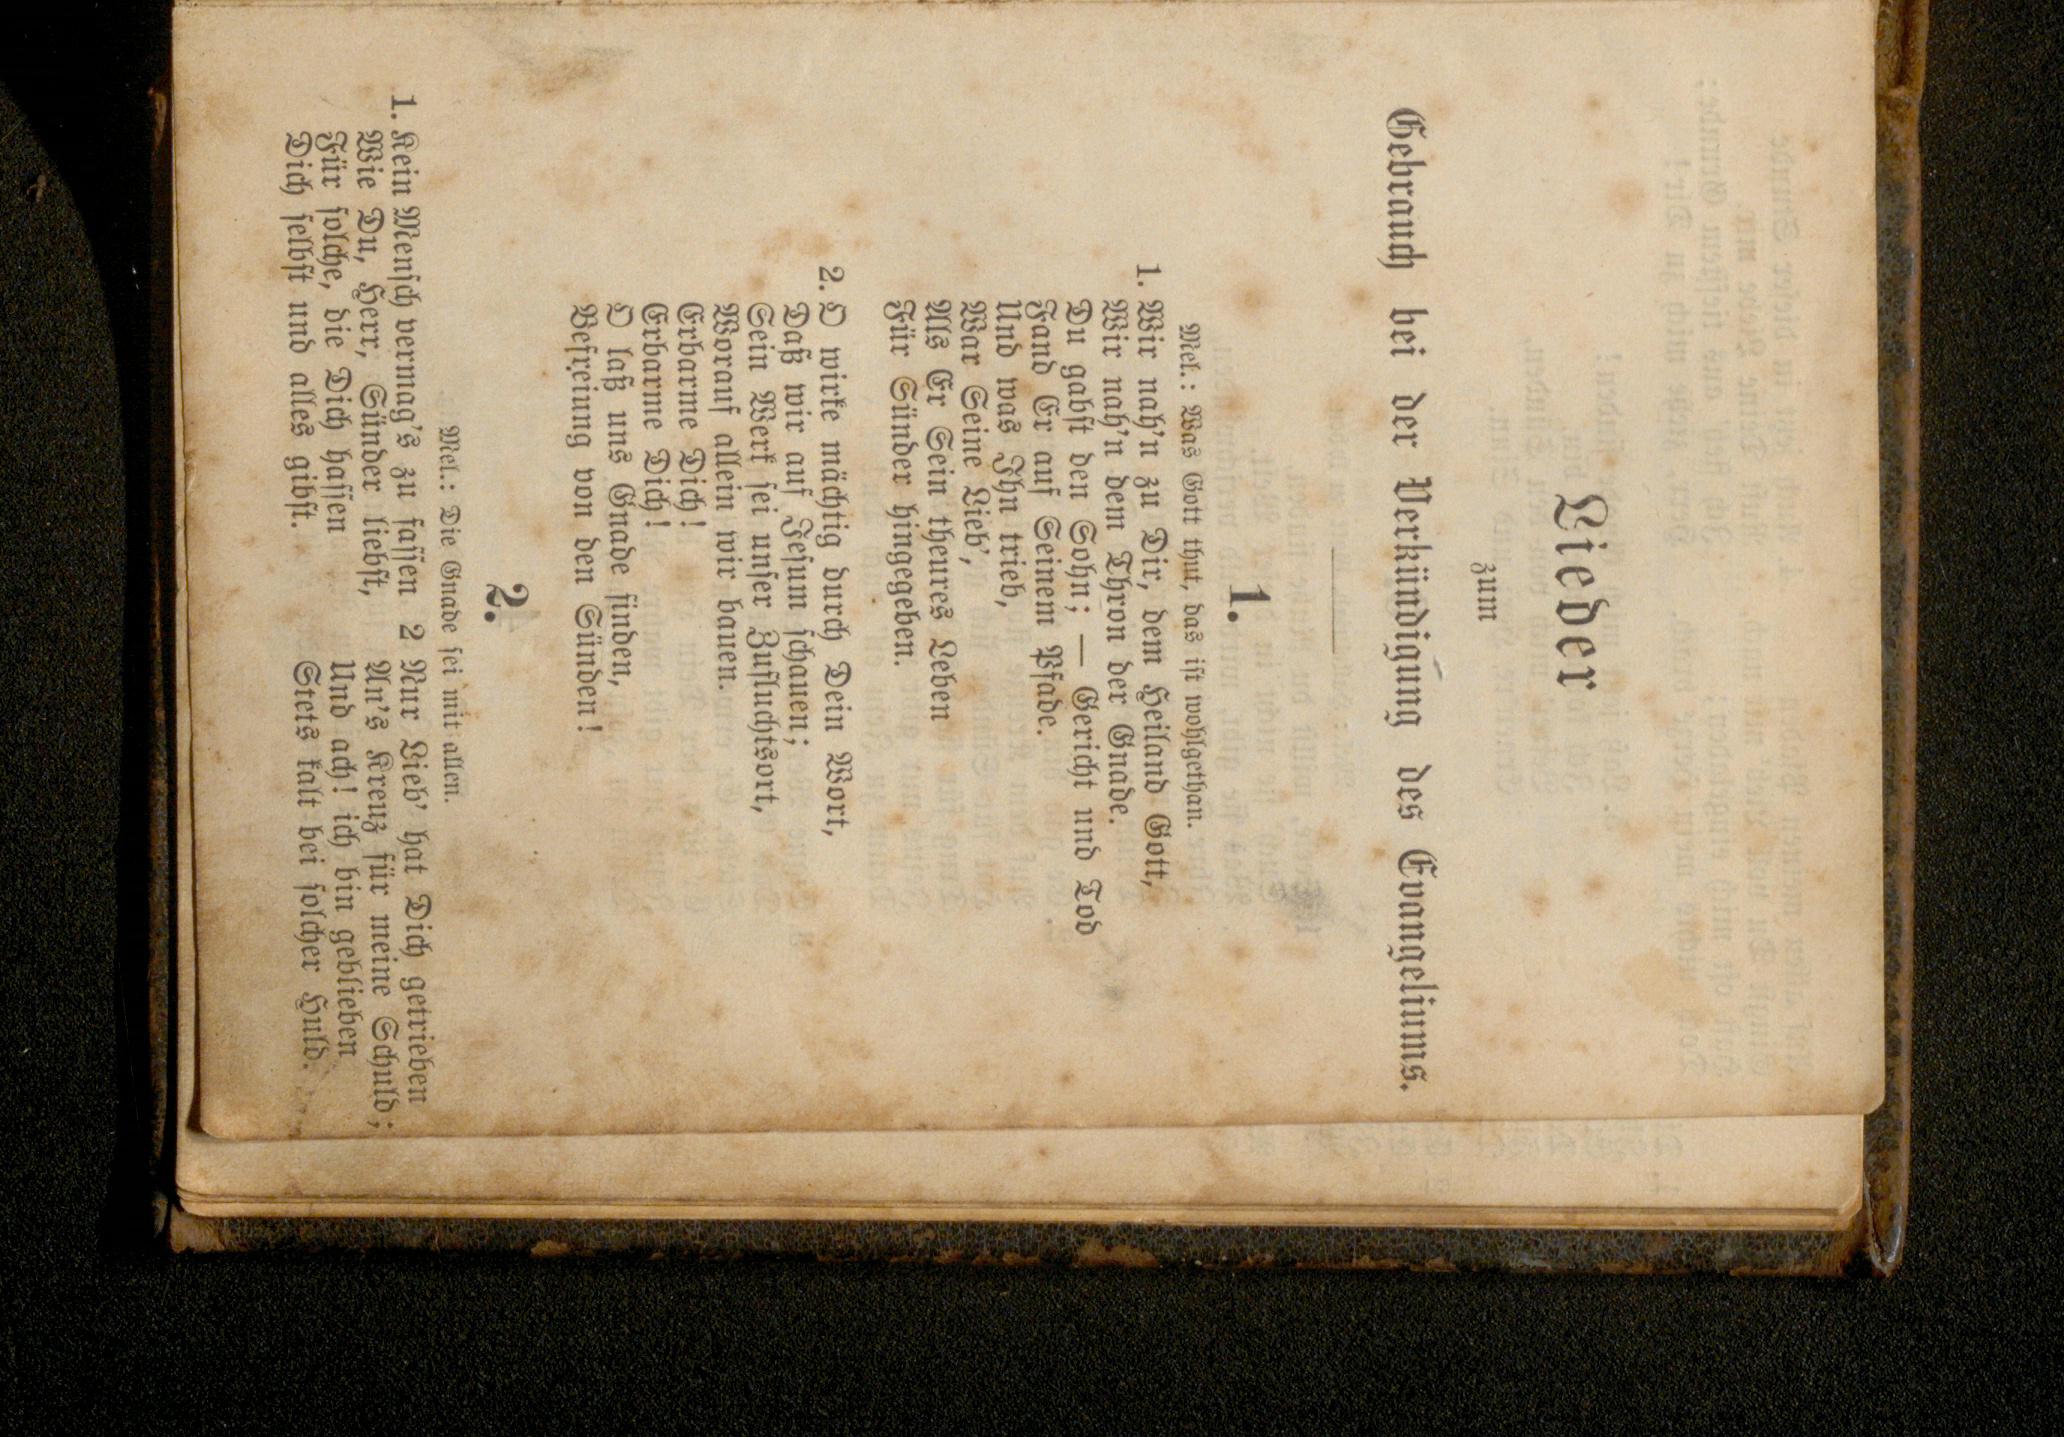 Lieder
zum
Gebrauch bei der Verkündigung des Evangeliums.
1.
Mel.: Was Gott thut, das ist wohlgethan.
1. Wir nah'n zu Dir, dem Heiland Gott,
Wir nah'n dem Thron der Gnade.
Du gabst den Sohn; — Gericht und Tod
Fand Er auf Seinem Pfade.
Und was Ihn trieb,
War Seine Lieb',
Als Er Sein theures Leben
Für Sünder hingegeben.
2. O wirke mächtig durch Dein Wort,
Daß wir auf Jesum schauen;
Sein Werk sei unser Zufluchtsort,
Worauf allein wir bauen.
Erbarme Dich!
Erbarme Dich!
O laß uns Gnade finden,
Befreiung von den Sünden!
2.
Mel.: Die Gnade sei mit allen.
1. Kein Mensch vermag's zu fassen
Wie Du, Herr, Sünder liebst,
Für solche, die Dich hassen
Dich selbst und alles gibst.
2 Nur Lieb' hat Dich getrieben
An's Kreuz für meine Schuld;
Und ach! ich bin geblieben
Stets kalt bei solcher Huld.